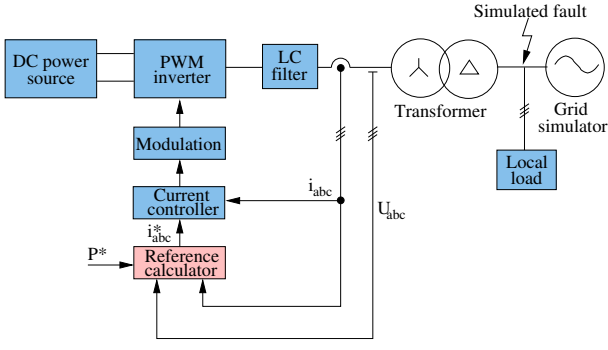 Simulated fault
DC power
source
PWM
inverter
LC
filter
Transformer
Grid
simulator
Modulation
Local
load
Current
controller
i_abc
U_abc
i*_abc
P*
Reference
calculator